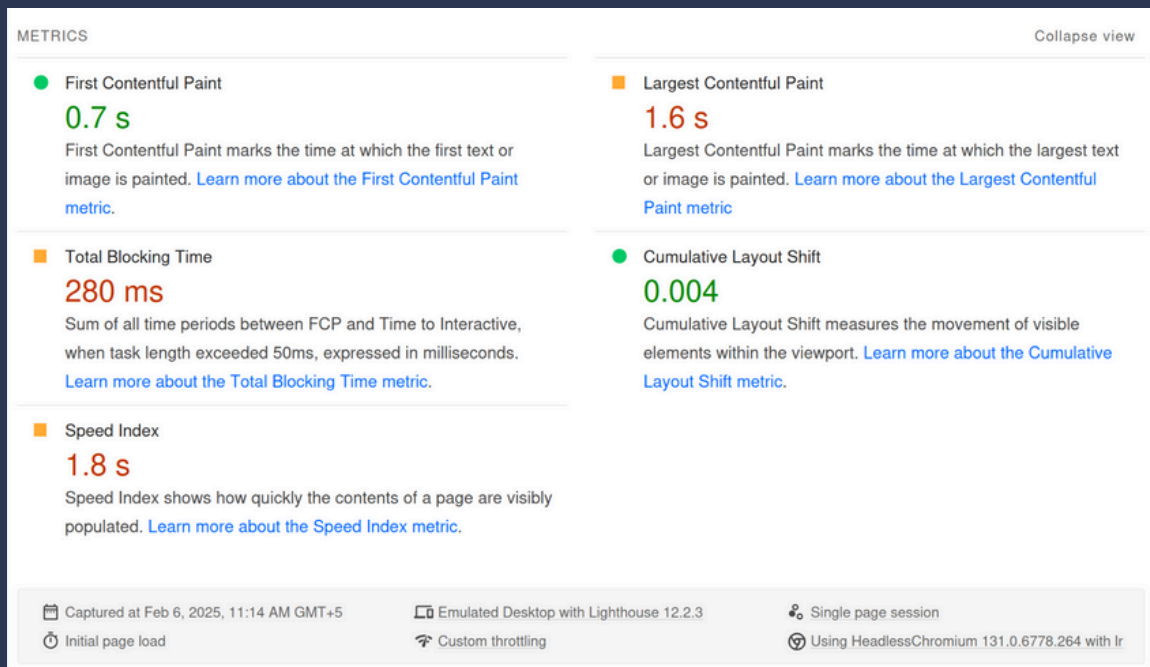 METRICS
Collapse view
First Contentful Paint
0.7 s
First Contentful Paint marks the time at which the first text or
image is painted. Learn more about the First Contentful Paint
metric.
Largest Contentful Paint
1.6 s
Largest Contentful Paint marks the time at which the largest text
or image is painted. Learn more about the Largest Contentful
Paint metric
Total Blocking Time
280 ms
Sum of all time periods between FCP and Time to Interactive,
when task length exceeded 50ms, expressed in milliseconds.
Learn more about the Total Blocking Time metric.
Cumulative Layout Shift
0.004
Cumulative Layout Shift measures the movement of visible
elements within the viewport. Learn more about the Cumulative
Layout Shift metric.
Speed Index
1.8 s
Speed Index shows how quickly the contents of a page are visibly
populated. Learn more about the Speed Index metric.
Captured at Feb 6, 2025, 11:14 AM GMT+5
Emulated Desktop with Lighthouse 12.2.3
Single page session
Initial page load
Custom throttling
Using HeadlessChromium 131.0.6778.264 with lr